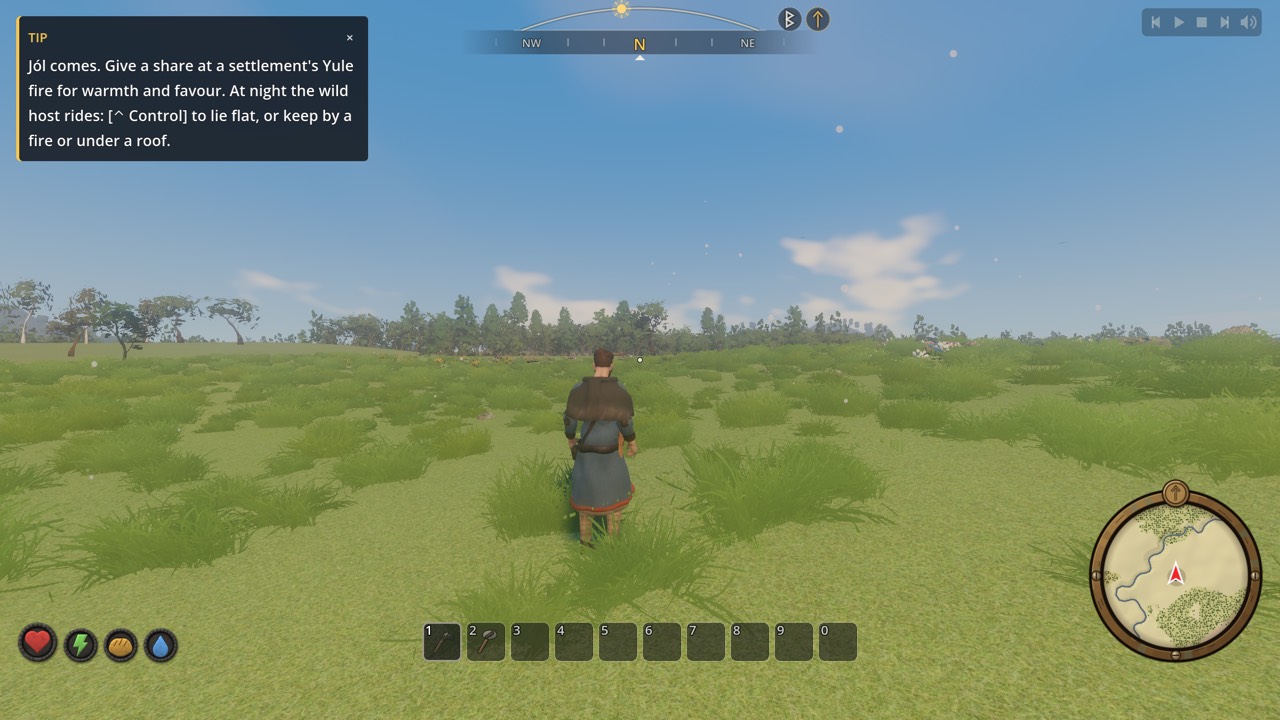 TIP
×
Jól comes. Give a share at a settlement's Yule
fire for warmth and favour. At night the wild
host rides: [^ Control] to lie flat, or keep by a
fire or under a roof.
NW N NE
ᛒ ↑
1 2 3 4 5 6 7 8 9 0